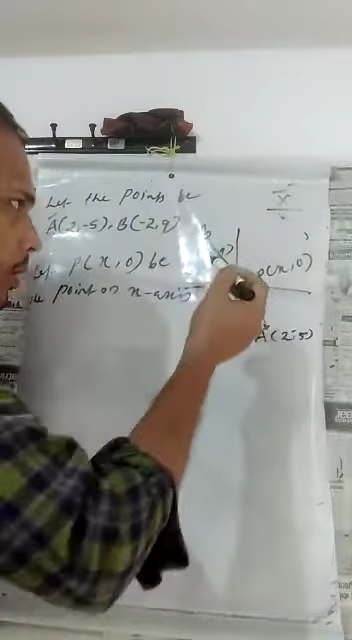 Let the points be
A(2,-5), B(-2,9)
Let P(x,0) be
the point on x-axis
x
B
P(x,0)
A(2,-5)